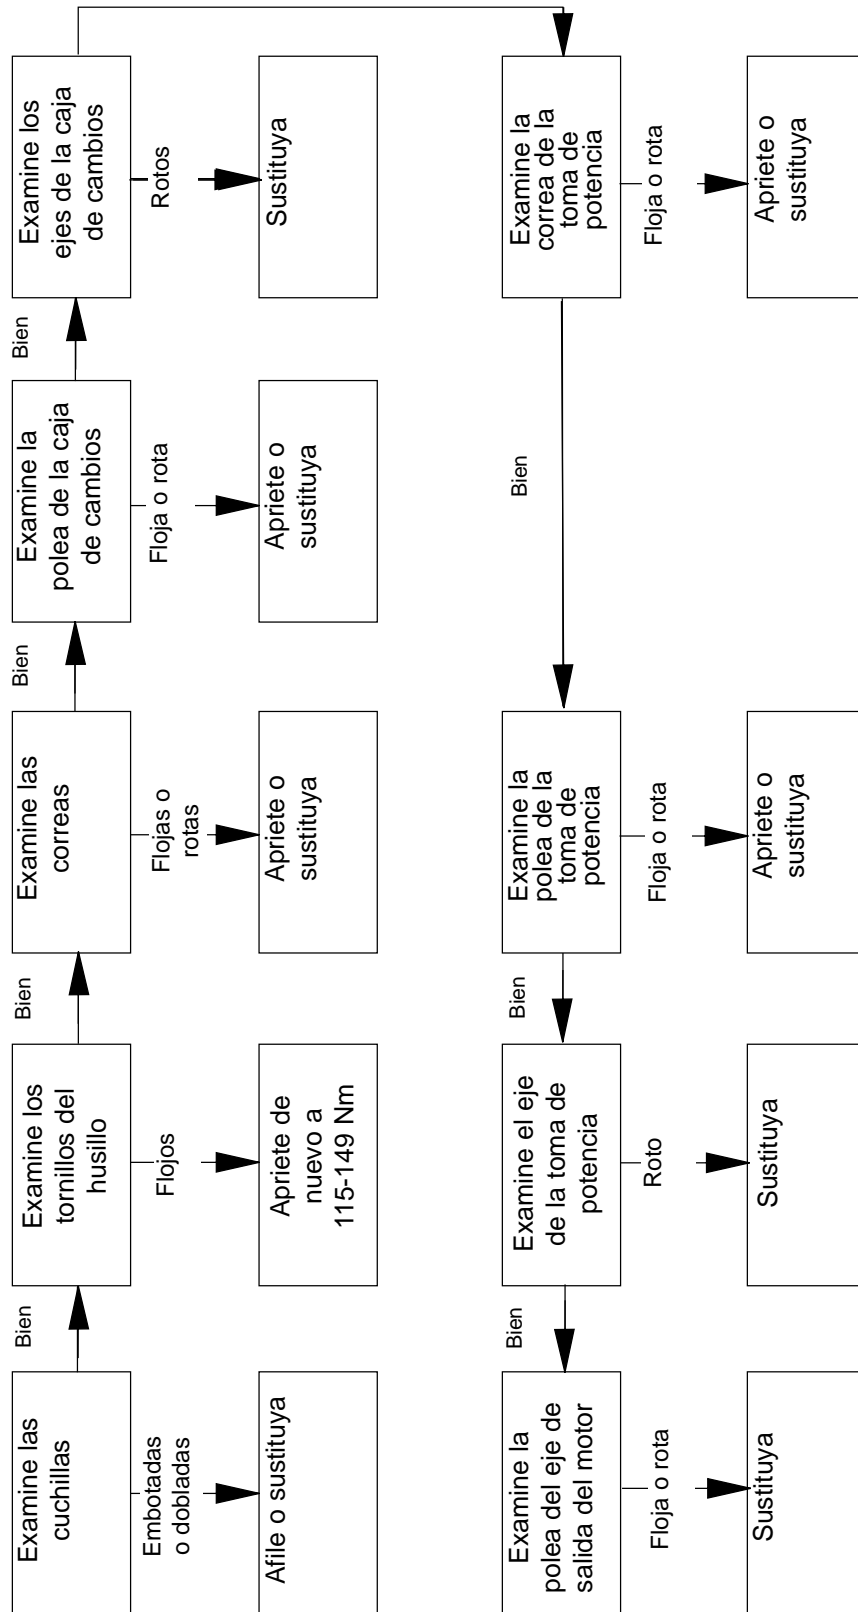 Examine las
cuchillas
Embotadas
o dobladas
Afile o sustituya
Bien
Examine los
tornillos del
husillo
Flojos
Apriete de
nuevo a
115-149 Nm
Bien
Examine las
correas
Flojas o
rotas
Apriete o
sustituya
Bien
Examine la
polea de la caja
de cambios
Floja o rota
Apriete o
sustituya
Bien
Examine los
ejes de la caja
de cambios
Rotos
Sustituya
Examine la
correa de la
toma de
potencia
Floja o rota
Apriete o
sustituya
Bien
Examine la
polea de la
toma de
potencia
Floja o rota
Apriete o
sustituya
Bien
Examine el eje
de la toma de
potencia
Roto
Sustituya
Bien
Examine la
polea del eje de
salida del motor
Floja o rota
Sustituya